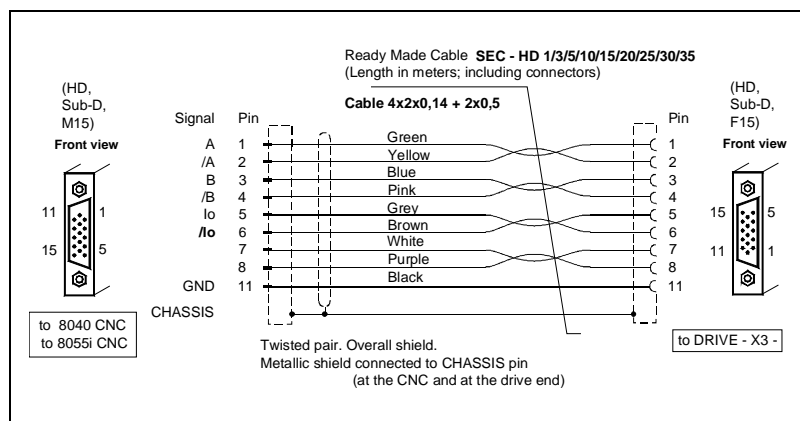 Ready Made Cable SEC - HD 1/3/5/10/15/20/25/30/35
(Length in meters; including connectors)
Cable 4x2x0,14 + 2x0,5
(HD,
Sub-D,
M15)
Front view
11 1
15 5
to 8040 CNC
to 8055i CNC
Signal Pin Pin
A 1 Green 1
/A 2 Yellow 2
B 3 Blue 3
/B 4 Pink 4
Io 5 Grey 5
/Io 6 Brown 6
7 White 7
8 Purple 8
GND 11 Black 11
CHASSIS
(HD,
Sub-D,
F15)
Front view
15 5
11 1
to DRIVE - X3 -
Twisted pair. Overall shield.
Metallic shield connected to CHASSIS pin
(at the CNC and at the drive end)